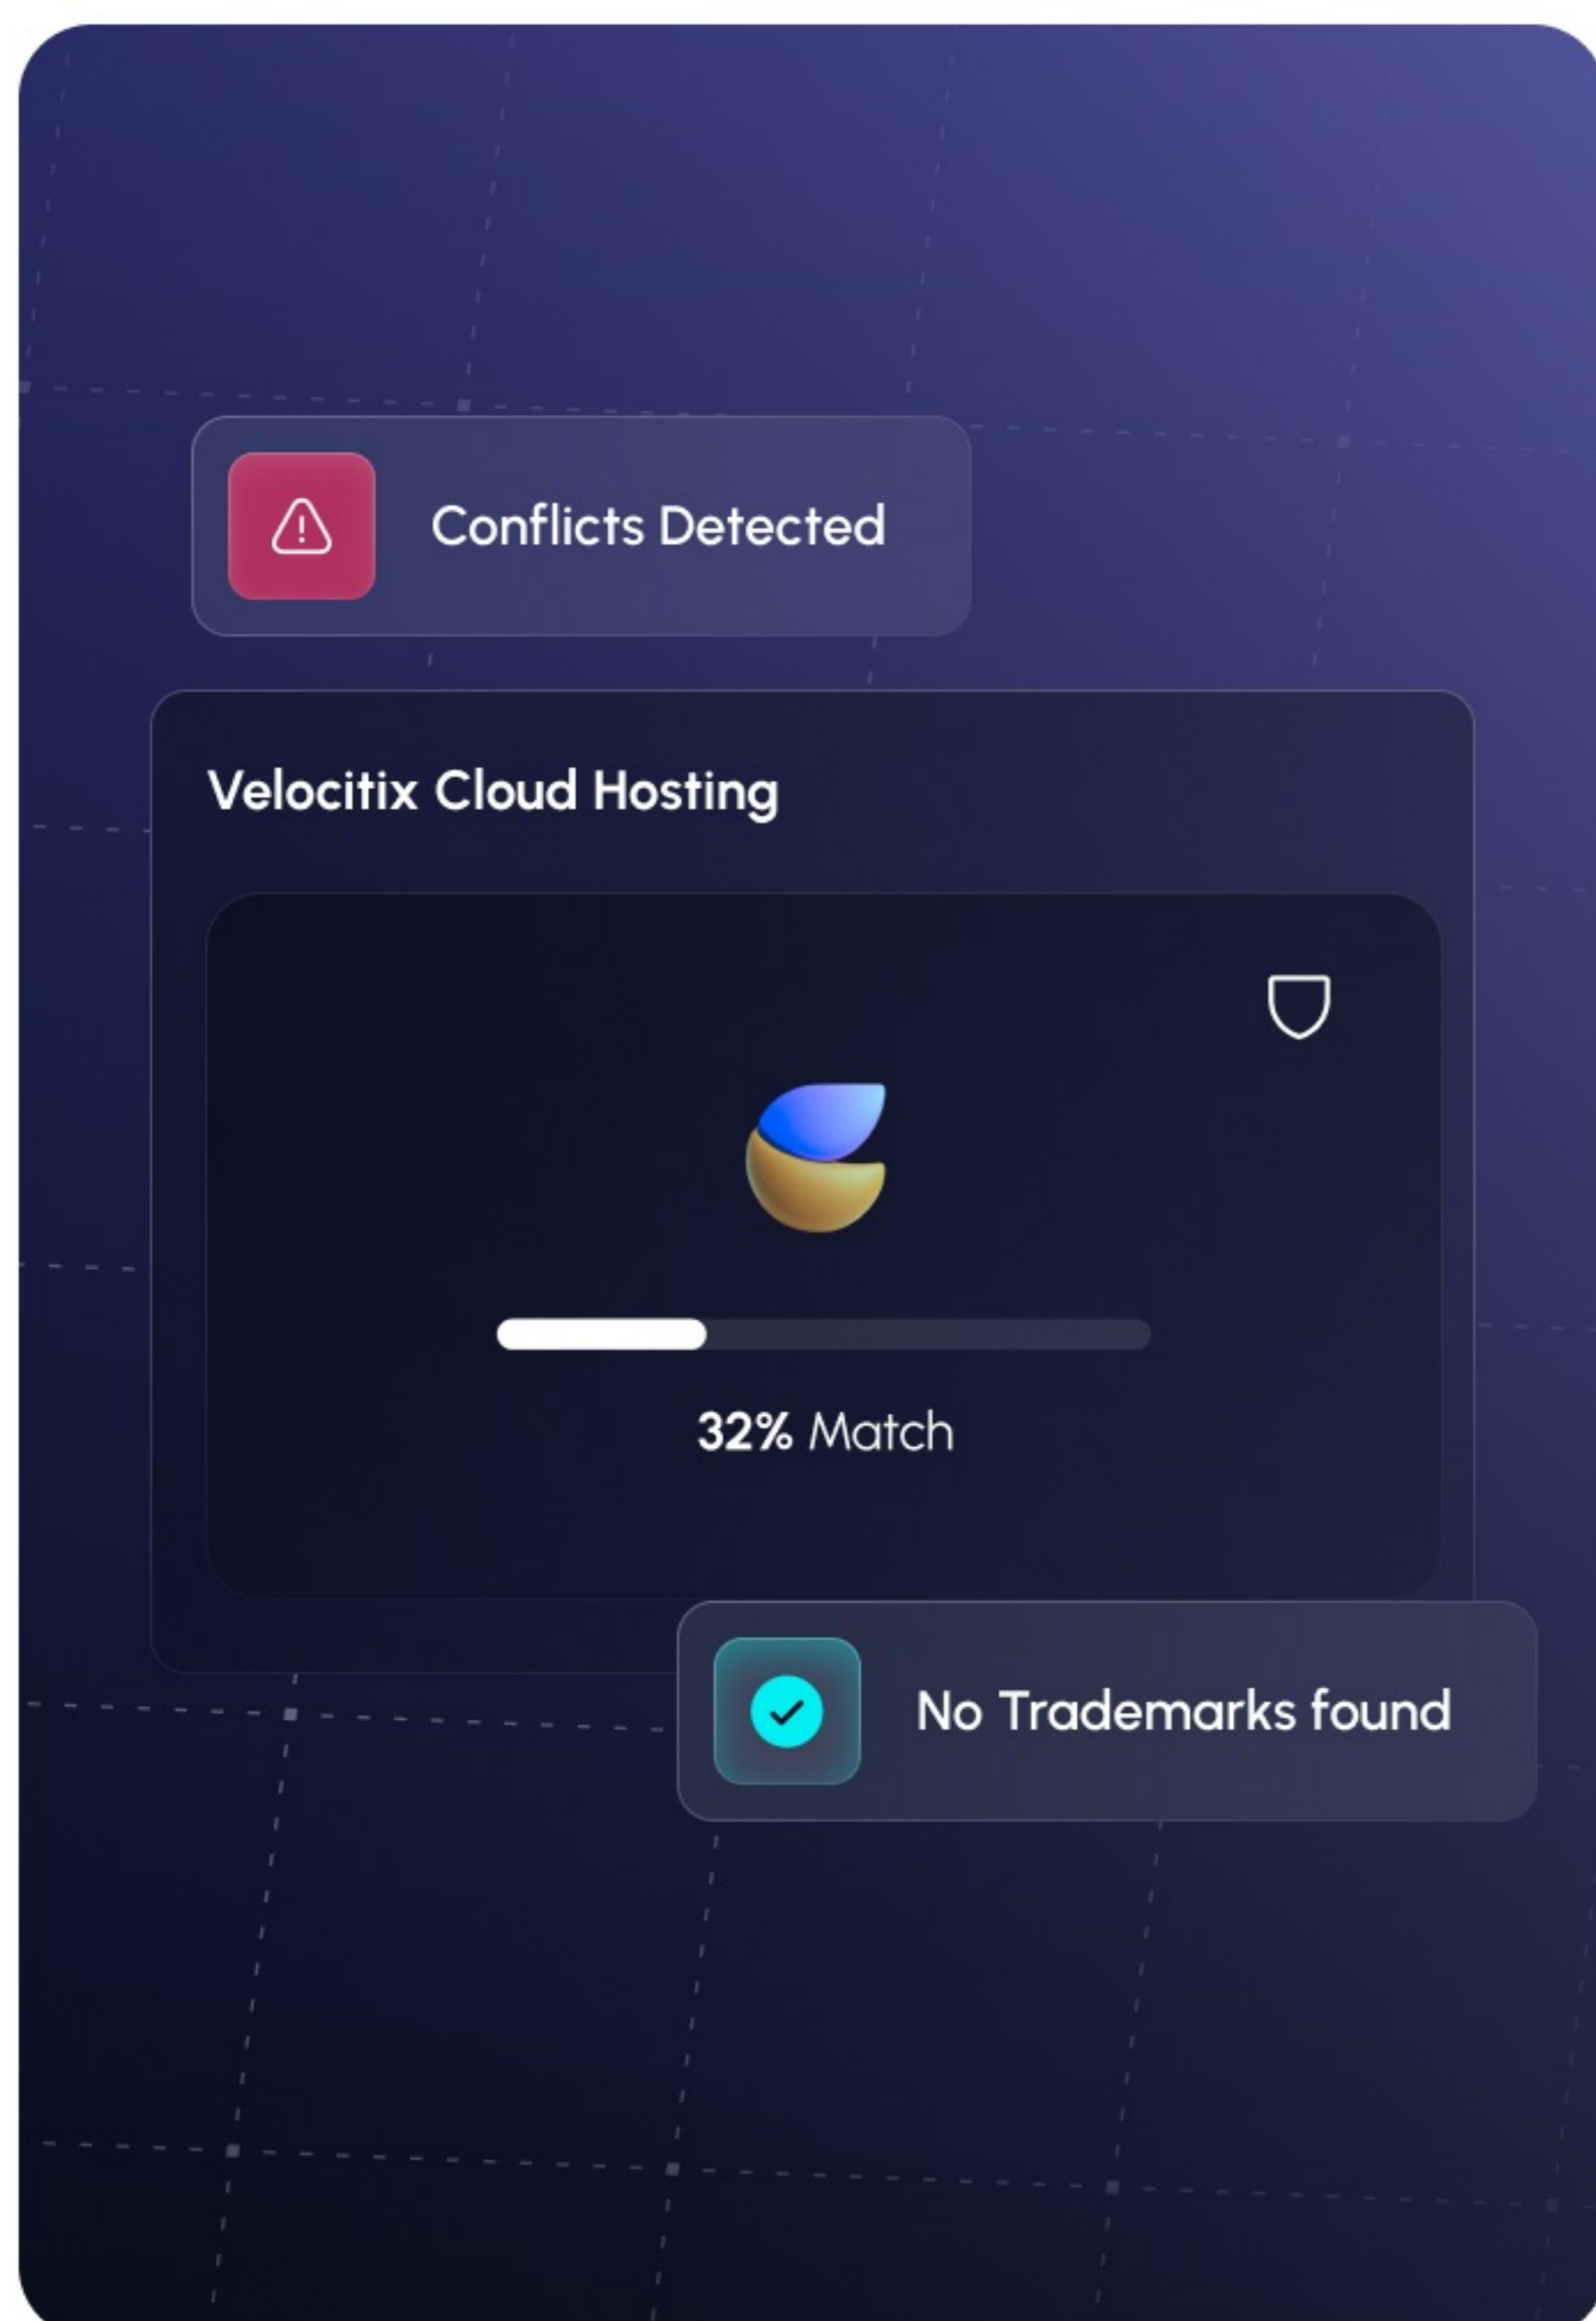 Conflicts Detected
Velocitix Cloud Hosting
32% Match
No Trademarks found